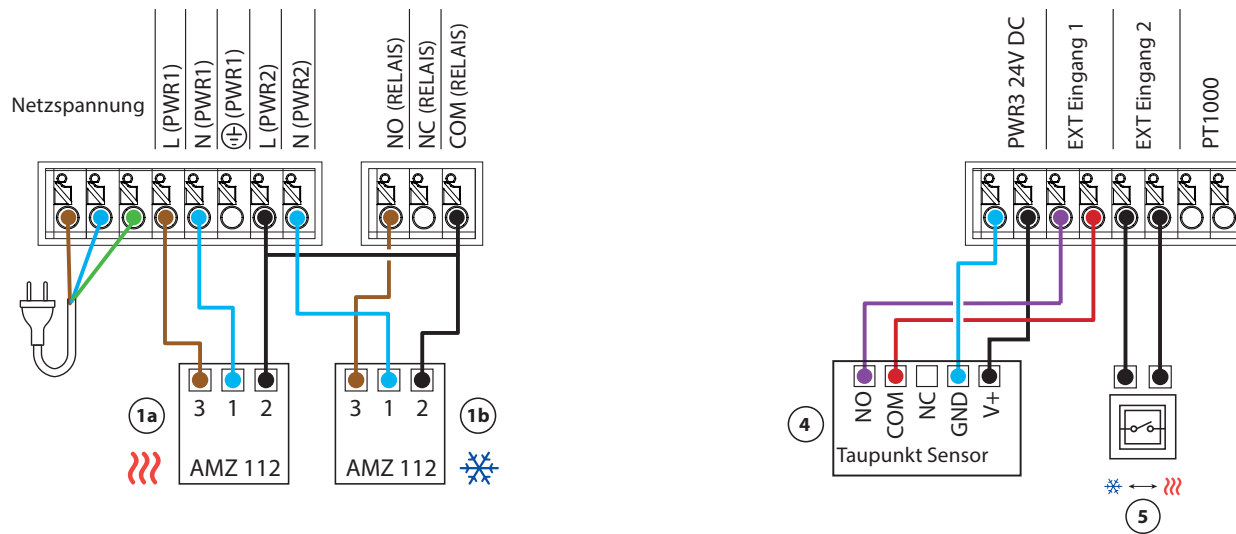 Netzspannung
L (PWR1)
N (PWR1)
(PWR1)
L (PWR2)
N (PWR2)
NO (RELAIS)
NC (RELAIS)
COM (RELAIS)
PWR3 24V DC
EXT Eingang 1
EXT Eingang 2
PT1000
3 1 2
1a
AMZ 112
3 1 2
1b
AMZ 112
4
NO
COM
NC
GND
V+
Taupunkt Sensor
5